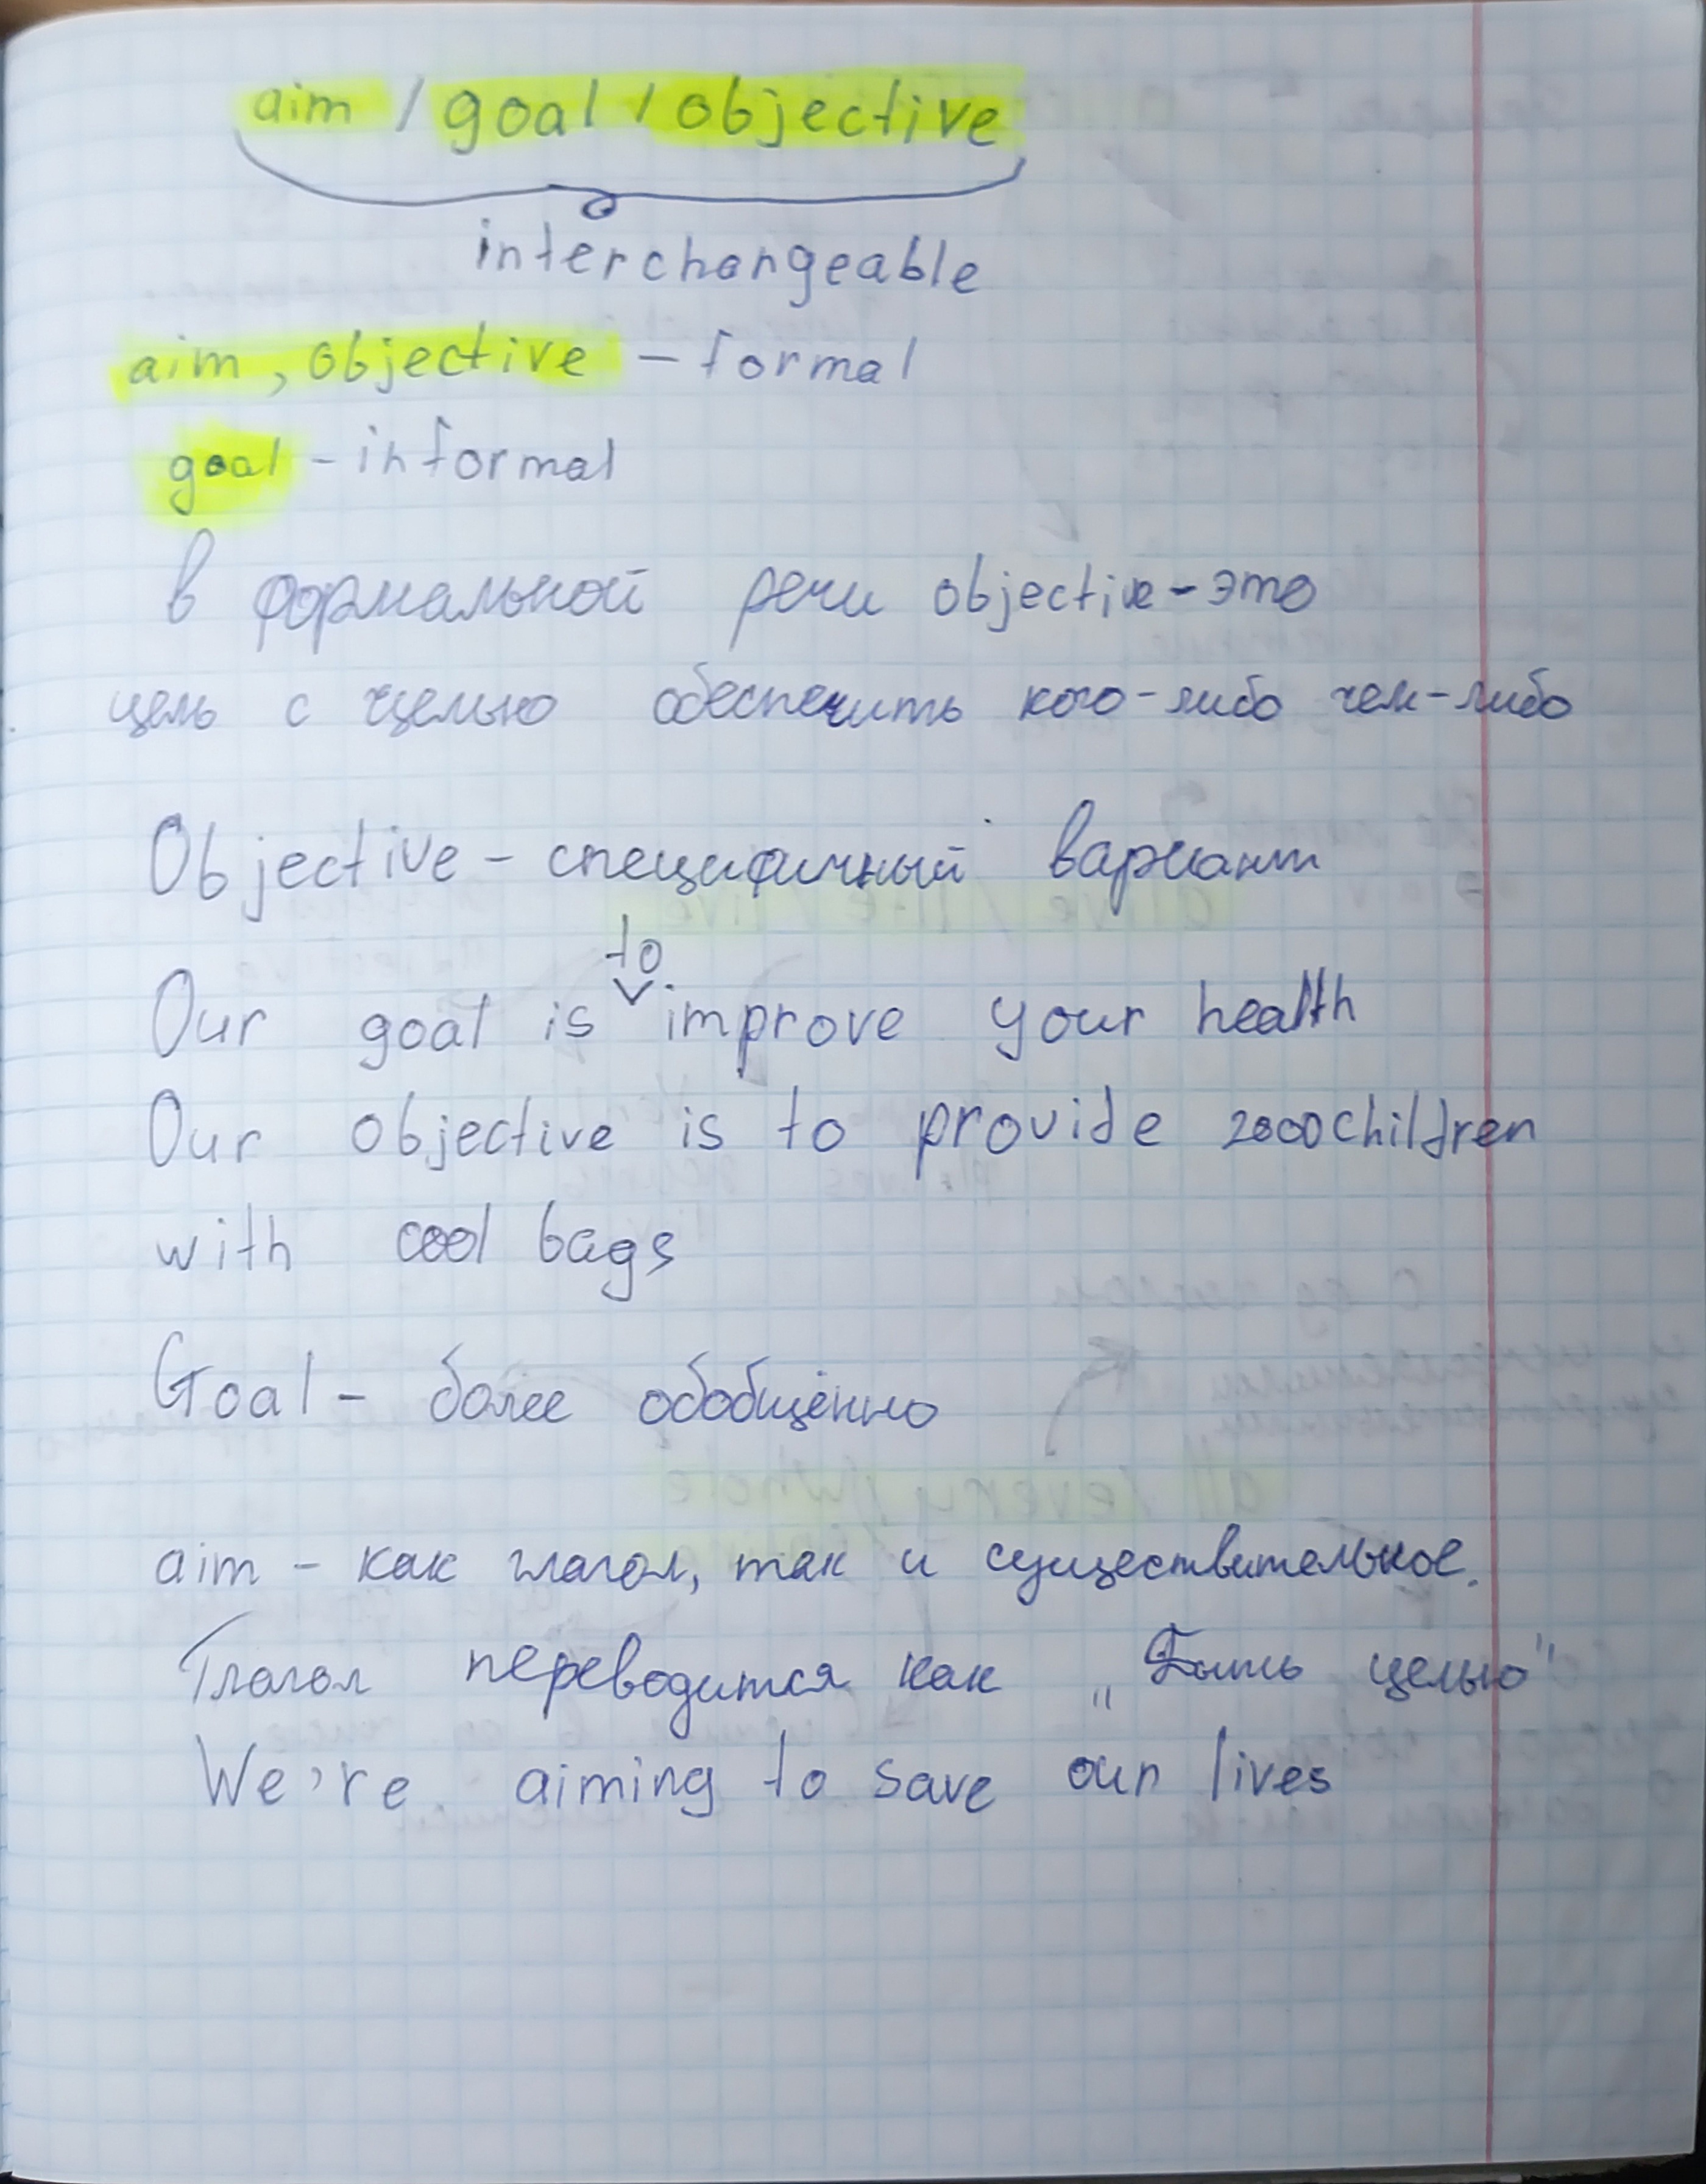 aim / goal / objective
interchangeable
aim, objective - formal
goal - informal
в формальной речи objective - это
цель с целью обеспечить кого-либо чем-либо
Objective - специфичный вариант
to
Our goal is improve your health
Our objective is to provide 2000 children
with cool bags
Goal - более обобщённо
aim - как глагол, так и существительное.
Глагол переводится как „Быть целью"
We're aiming to save our lives